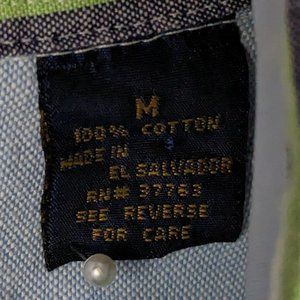 M
100% COTTON
MADE IN
EL SALVADOR
RN# 37763
SEE REVERSE
FOR CARE